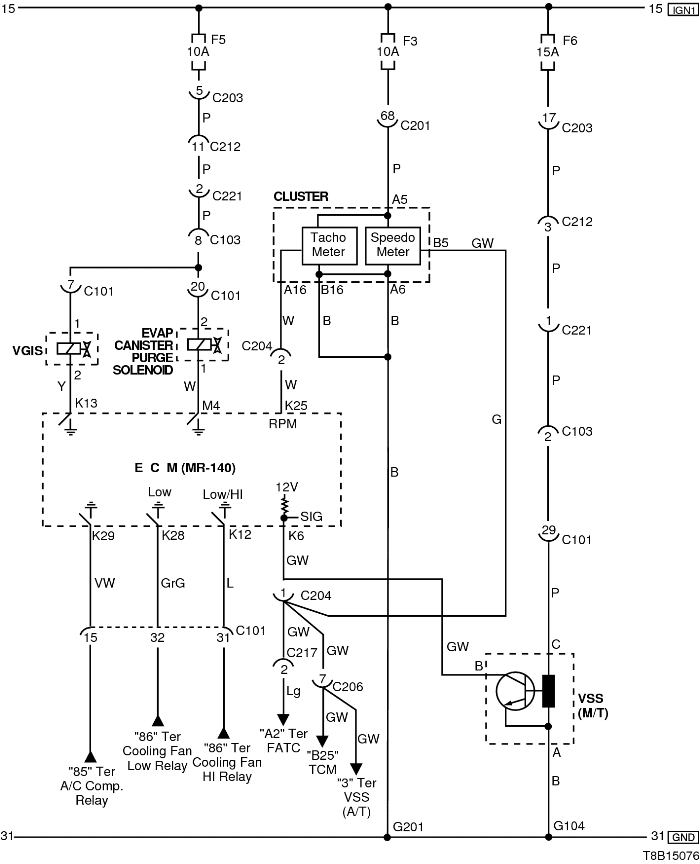 15
15 IGN1
F5
10A
F3
10A
F6
15A
5 C203
68 C201
17 C203
P
P
P
11 C212
P
2 C221
P
8 C103
3 C212
P
1 C221
P
2 C103
29 C101
P
CLUSTER
A5
Tacho
Meter
Speedo
Meter
B5 GW
A16 B16 A6
W
B
B
C204
2
W
G
B
7 C101
20 C101
1
VGIS
2
Y
K13
2
EVAP
CANISTER
PURGE
SOLENOID
1
W
M4
K25
RPM
E C M (MR-140)
Low
Low/HI
12V
SIG
K29
K28
K12
K6
VW
GrG
L
GW
1 C204
GW
GW
C217
2
Lg
7 C206
GW
GW
15
32
31
C101
"85" Ter
A/C Comp.
Relay
"86" Ter
Cooling Fan
Low Relay
"86" Ter
Cooling Fan
HI Relay
"A2" Ter
FATC
"B25"
TCM
"3" Ter
VSS
(A/T)
GW
B
C
VSS
(M/T)
A
B
31
G201
G104
31 GND
T8B15076